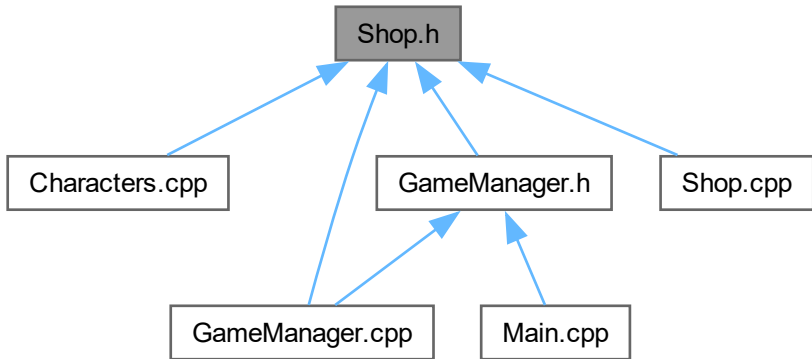 Shop.h
Characters.cpp
GameManager.h
Shop.cpp
GameManager.cpp
Main.cpp